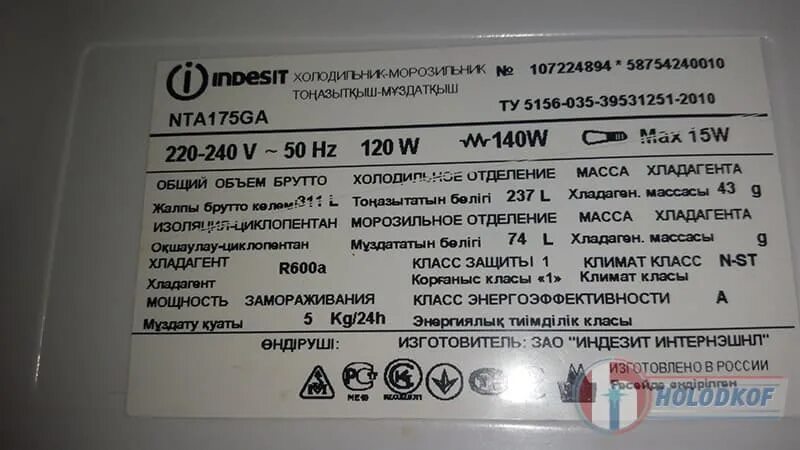 indesit ХОЛОДИЛЬНИК-МОРОЗИЛЬНИК № 107224894 * 58754240010
ТОҢАЗЫТҚЫШ-МҰЗДАТҚЫШ
NTA175GA ТУ 5156-035-39531251-2010
220-240 V ~ 50 Hz 120 W 140W Max 15W
ОБЩИЙ ОБЪЕМ БРУТТО ХОЛОДИЛЬНОЕ ОТДЕЛЕНИЕ МАССА ХЛАДАГЕНТА
Жалпы брутто көлемі 311 L Тоңазытатын бөлігі 237 L Хладаген. массасы 43 g
ИЗОЛЯЦИЯ-ЦИКЛОПЕНТАН МОРОЗИЛЬНОЕ ОТДЕЛЕНИЕ МАССА ХЛАДАГЕНТА
Оқшаулау-циклопентан Мұздататын бөлігі 74 L Хладаген. массасы g
ХЛАДАГЕНТ R600a КЛАСС ЗАЩИТЫ 1 КЛИМАТ КЛАСС N-ST
Хладагент Корғаныс класы «1» Климат класы
МОЩНОСТЬ ЗАМОРАЖИВАНИЯ КЛАСС ЭНЕРГОЭФФЕКТИВНОСТИ A
Мұздату қуаты 5 Kg/24h Энергиялық тиімділік класы
ӨНДІРУШІ: ИЗГОТОВИТЕЛЬ: ЗАО "ИНДЕЗИТ ИНТЕРНЭШНЛ"
ИЗГОТОВЛЕНО В РОССИИ
Ресейде өндірілген
HOLODKOF